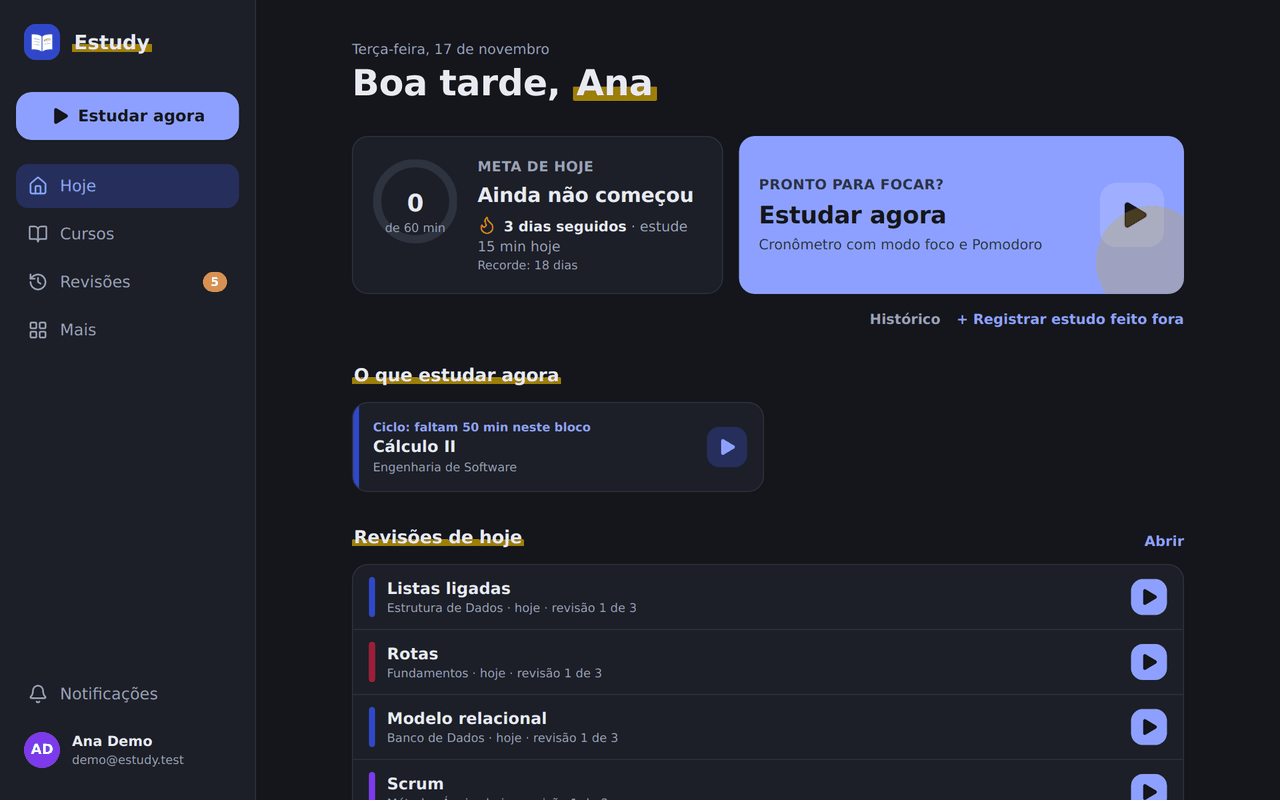 Estudy
Estudar agora
Hoje
Cursos
Revisões
5
Mais
Notificações
AD
Ana Demo
demo@estudy.test
Terça-feira, 17 de novembro
Boa tarde, Ana
0
de 60 min
META DE HOJE
Ainda não começou
3 dias seguidos · estude
15 min hoje
Recorde: 18 dias
PRONTO PARA FOCAR?
Estudar agora
Cronômetro com modo foco e Pomodoro
Histórico
+ Registrar estudo feito fora
O que estudar agora
Ciclo: faltam 50 min neste bloco
Cálculo II
Engenharia de Software
Revisões de hoje
Abrir
Listas ligadas
Estrutura de Dados · hoje · revisão 1 de 3
Rotas
Fundamentos · hoje · revisão 1 de 3
Modelo relacional
Banco de Dados · hoje · revisão 1 de 3
Scrum